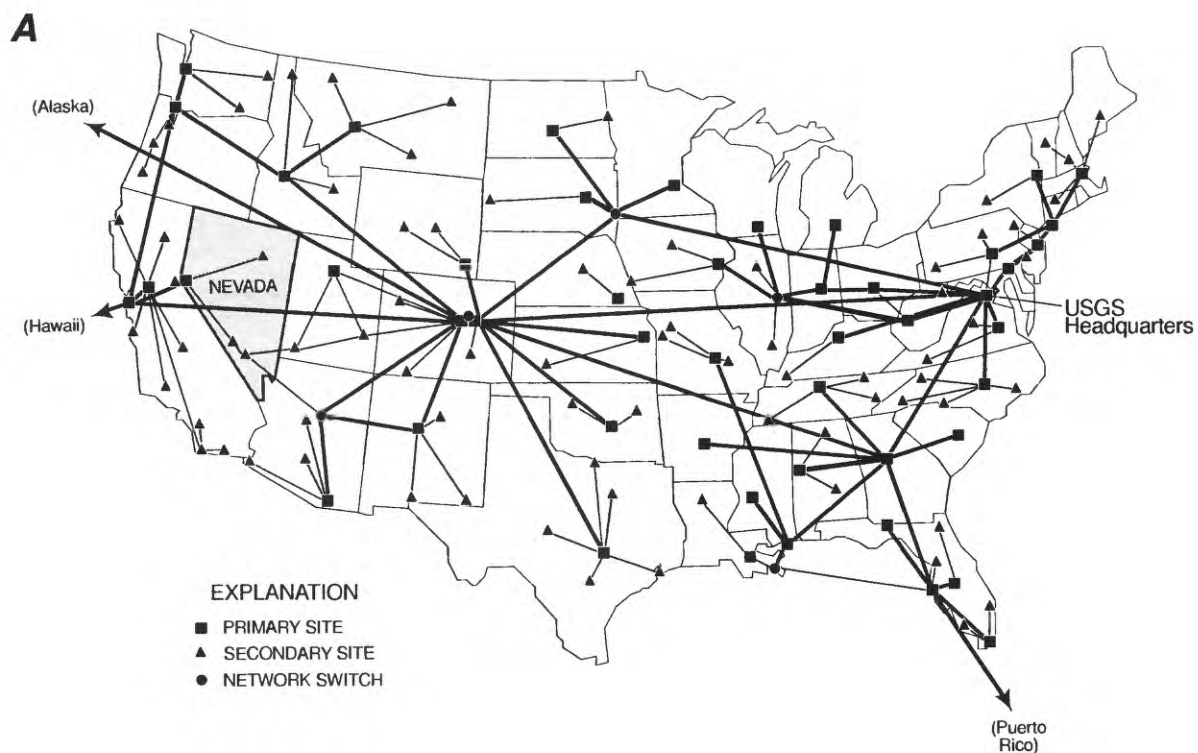 A
(Alaska)
NEVADA
(Hawaii)
USGS
Headquarters
EXPLANATION
PRIMARY SITE
SECONDARY SITE
NETWORK SWITCH
(Puerto
Rico)